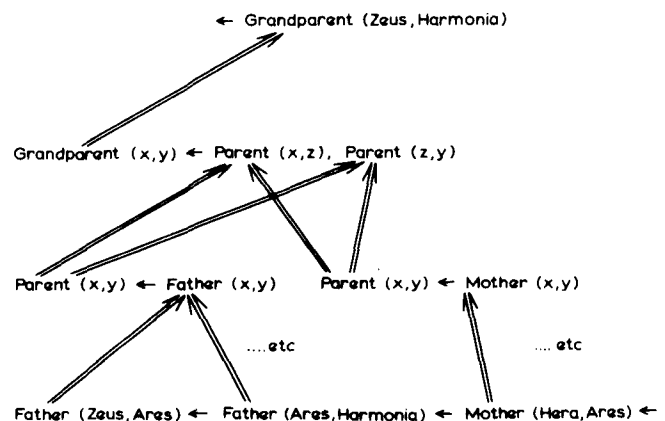 ← Grandparent (Zeus, Harmonia)
Grandparent (x,y) ← Parent (x,z), Parent (z,y)
Parent (x,y) ← Father (x,y) Parent (x,y) ← Mother (x,y)
....etc .... etc
Father (Zeus, Ares) ← Father (Ares, Harmonia) ← Mother (Hera, Ares) ←